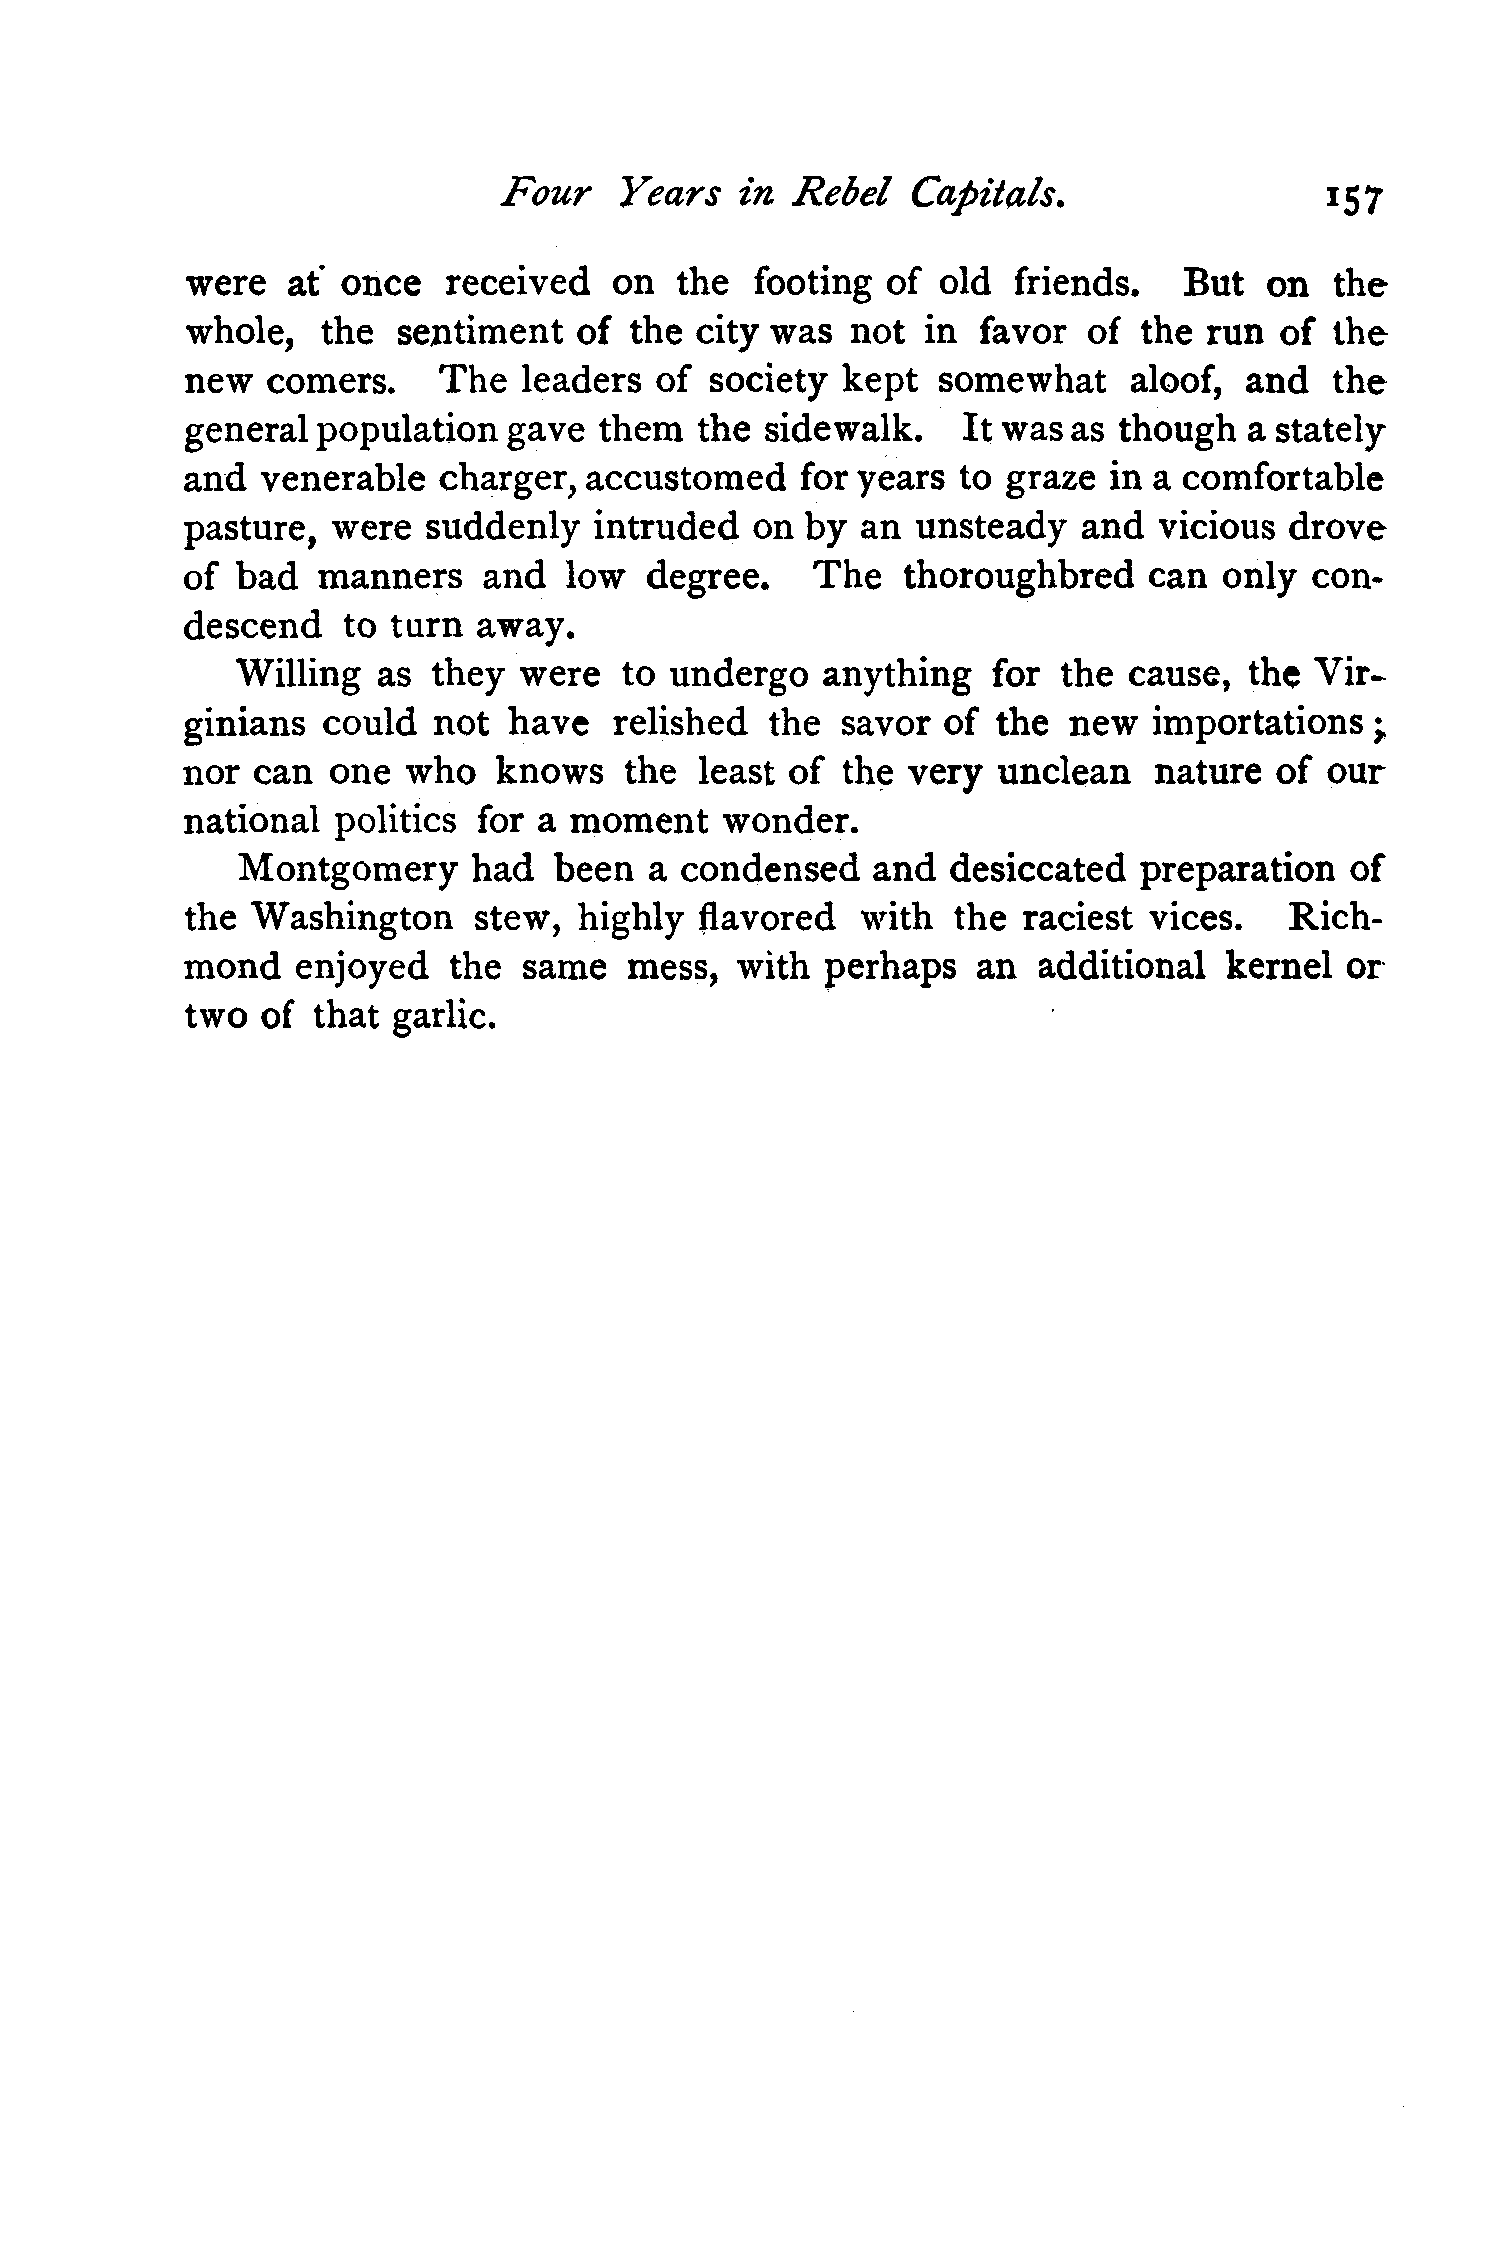 Four Years in Rebel Capitals. 157
were at once received on the footing of old friends. But on the
whole, the sentiment of the city was not in favor of the run of the
new comers. The leaders of society kept somewhat aloof, and the
general population gave them the sidewalk. It was as though a stately
and venerable charger, accustomed for years to graze in a comfortable
pasture, were suddenly intruded on by an unsteady and vicious drove
of bad manners and low degree. The thoroughbred can only con-
descend to turn away.
Willing as they were to undergo anything for the cause, the Vir-
ginians could not have relished the savor of the new importations;
nor can one who knows the least of the very unclean nature of our
national politics for a moment wonder.
Montgomery had been a condensed and desiccated preparation of
the Washington stew, highly flavored with the raciest vices. Rich-
mond enjoyed the same mess, with perhaps an additional kernel or
two of that garlic.